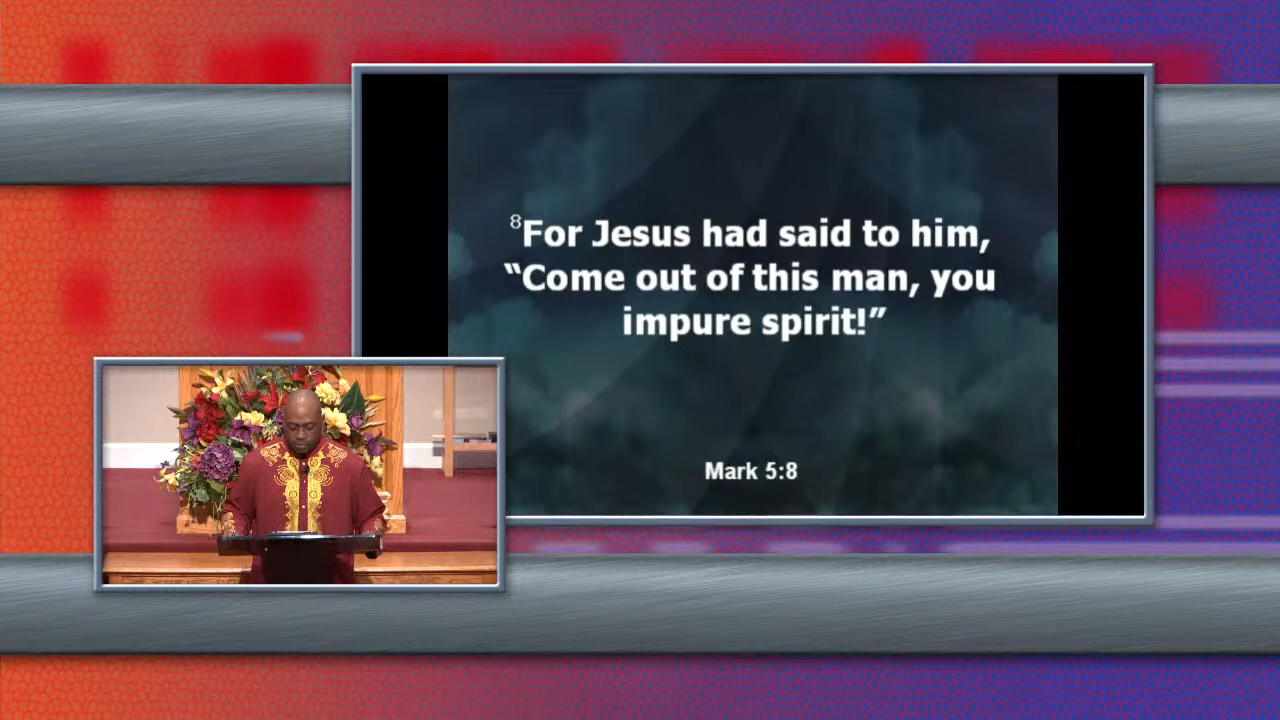 ⁸For Jesus had said to him,
“Come out of this man, you
impure spirit!”
Mark 5:8